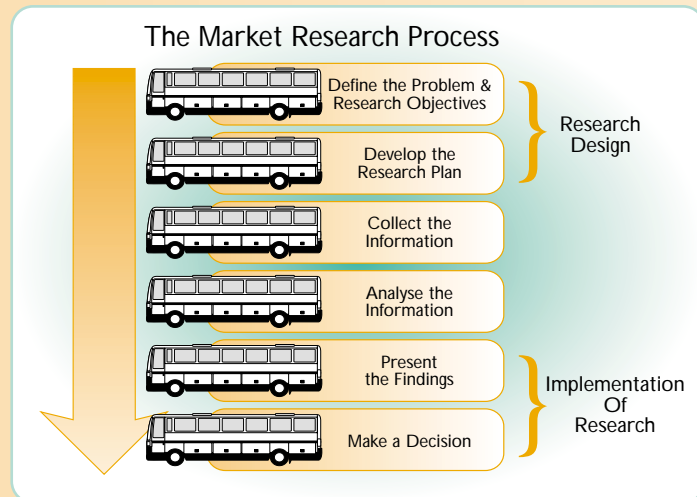 The Market Research Process
Define the Problem &
Research Objectives
Develop the
Research Plan
Research
Design
Collect the
Information
Analyse the
Information
Present
the Findings
Make a Decision
Implementation
Of
Research